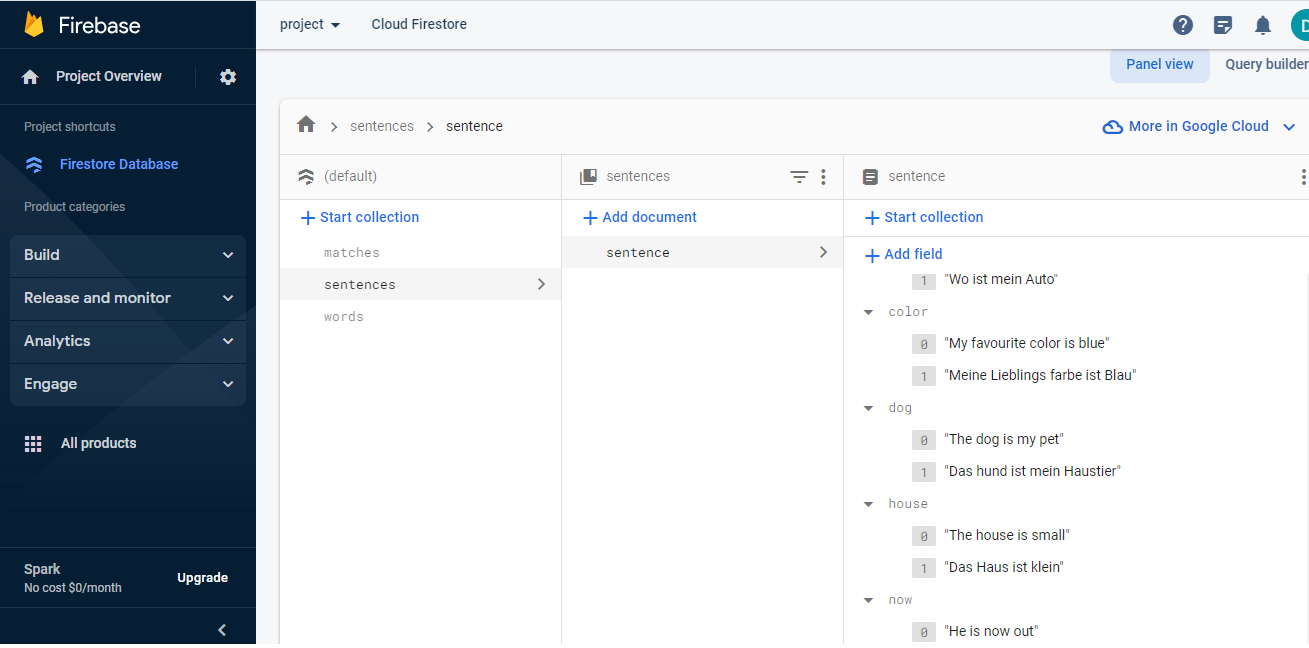 Firebase
project
Cloud Firestore
D
Project Overview
Panel view
Query builder
Project shortcuts
sentences
sentence
More in Google Cloud
Firestore Database
(default)
sentences
sentence
Product categories
Start collection
Add document
Start collection
Build
matches
sentence
Add field
sentences
1 "Wo ist mein Auto"
Release and monitor
words
color
Analytics
0 "My favourite color is blue"
Engage
1 "Meine Lieblings farbe ist Blau"
dog
All products
0 "The dog is my pet"
1 "Das hund ist mein Haustier"
house
0 "The house is small"
Spark
No cost $0/month
Upgrade
1 "Das Haus ist klein"
now
0 "He is now out"